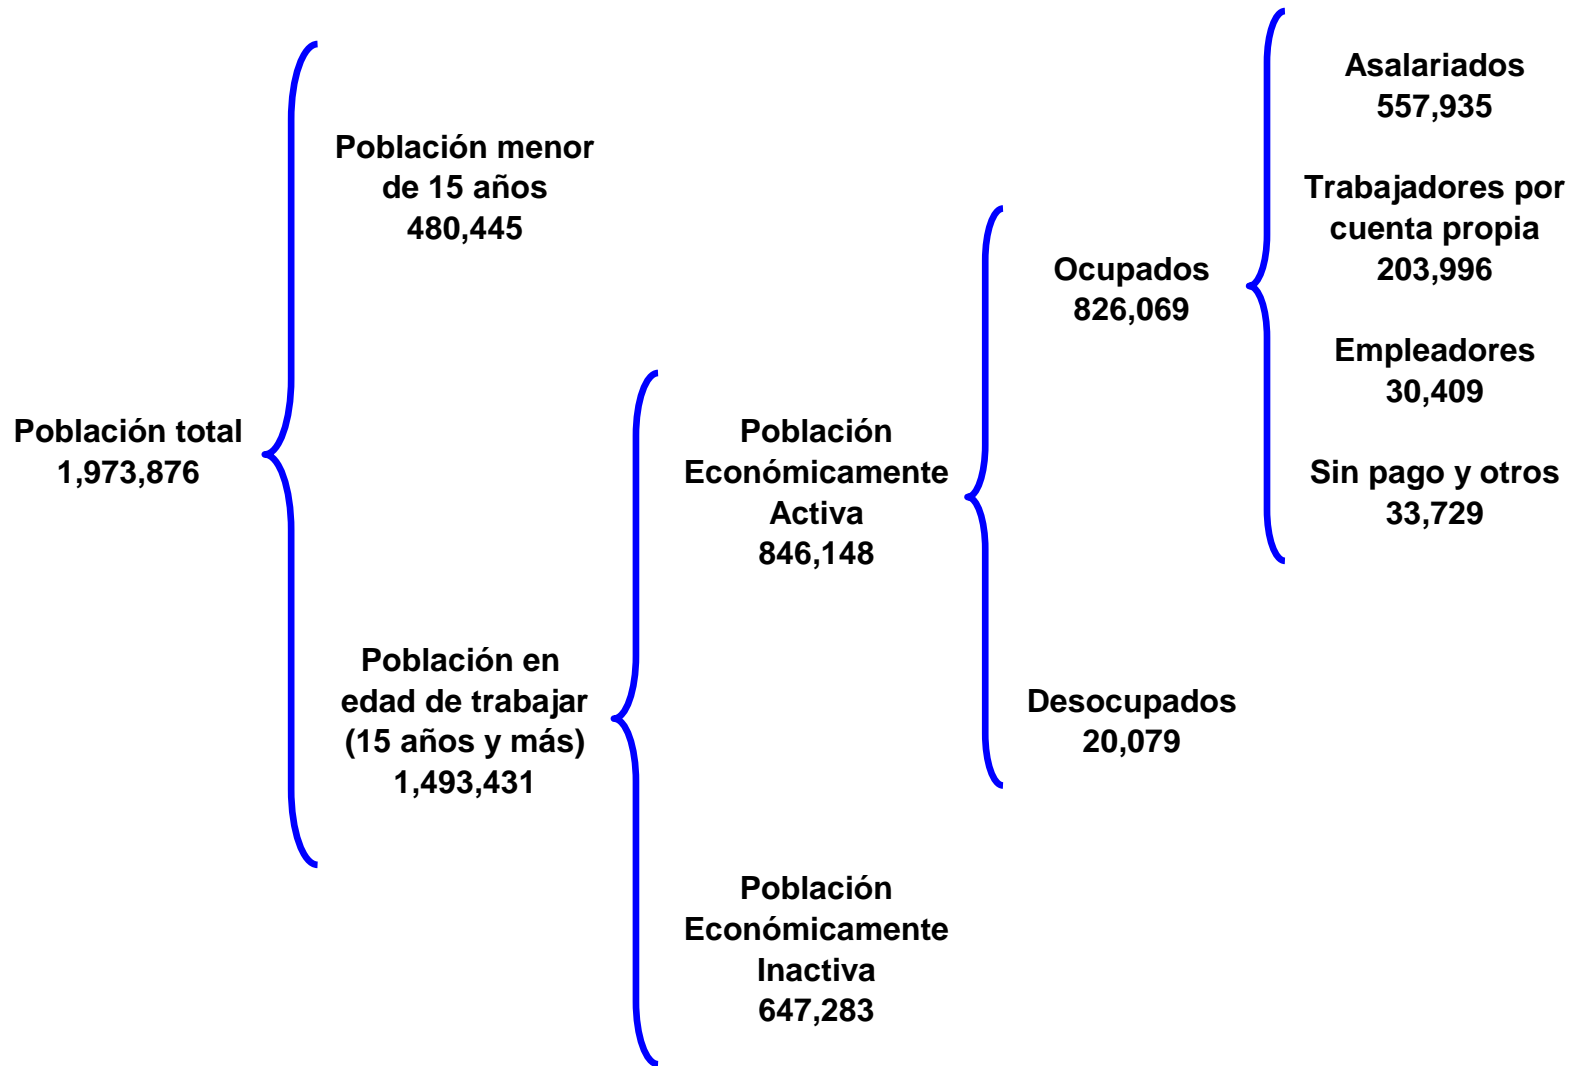 Población total
1,973,876
Población menor
de 15 años
480,445
Población en
edad de trabajar
(15 años y más)
1,493,431
Población
Económicamente
Activa
846,148
Población
Económicamente
Inactiva
647,283
Ocupados
826,069
Desocupados
20,079
Asalariados
557,935
Trabajadores por
cuenta propia
203,996
Empleadores
30,409
Sin pago y otros
33,729